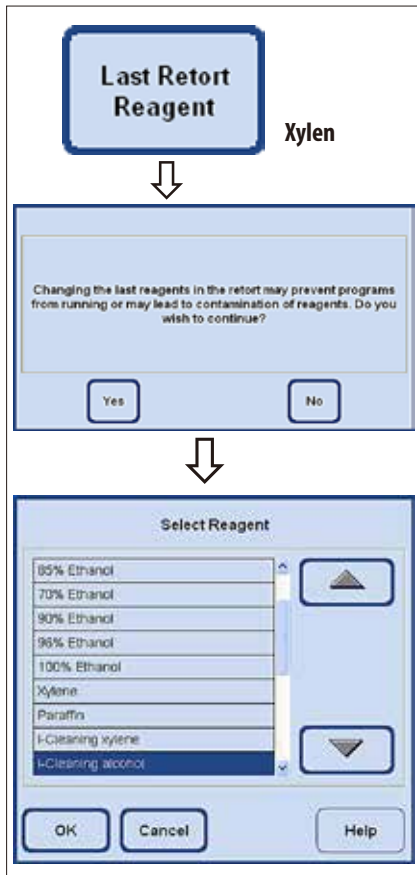 Last Retort
Reagent
Xylen
Changing the last reagents in the retort may prevent programs
from running or may lead to contamination of reagents. Do you
wish to continue?
Yes
No
Select Reagent
85% Ethanol
70% Ethanol
90% Ethanol
96% Ethanol
100% Ethanol
Xylene
Paraffin
I-Cleaning xylene
I-Cleaning alcohol
OK
Cancel
Help